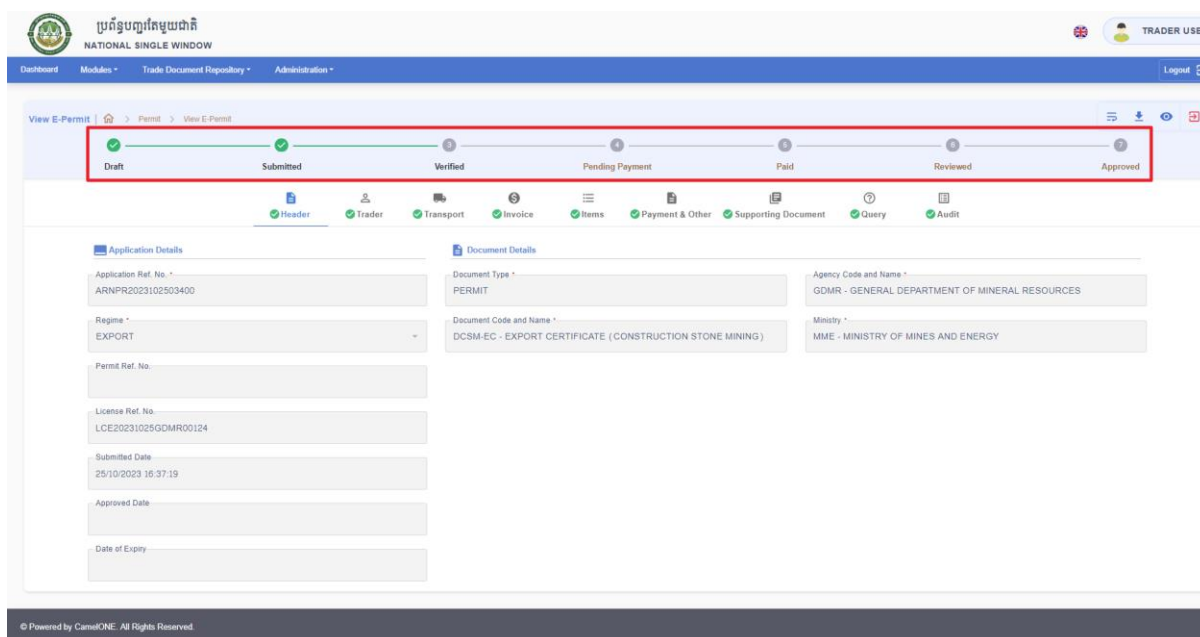 ប្រព័ន្ធបញ្ជរតែមួយជាតិ
NATIONAL SINGLE WINDOW
TRADER USE
Dashboard Modules Trade Document Repository Administration Logout
View E-Permit | > Permit > View E-Permit
3 4 5 6 7
Draft Submitted Verified Pending Payment Paid Reviewed Approved
Header Trader Transport Invoice Items Payment & Other Supporting Document Query Audit
Application Details Document Details
Application Ref. No. * Document Type * Agency Code and Name *
ARNPR2023102503400 PERMIT GDMR - GENERAL DEPARTMENT OF MINERAL RESOURCES
Regime * Document Code and Name * Ministry *
EXPORT DCSM-EC - EXPORT CERTIFICATE (CONSTRUCTION STONE MINING) MME - MINISTRY OF MINES AND ENERGY
Permit Ref. No.
License Ref. No.
LCE20231025GDMR00124
Submitted Date
25/10/2023 16:37:19
Approved Date
Date of Expiry
© Powered by CamelONE. All Rights Reserved.